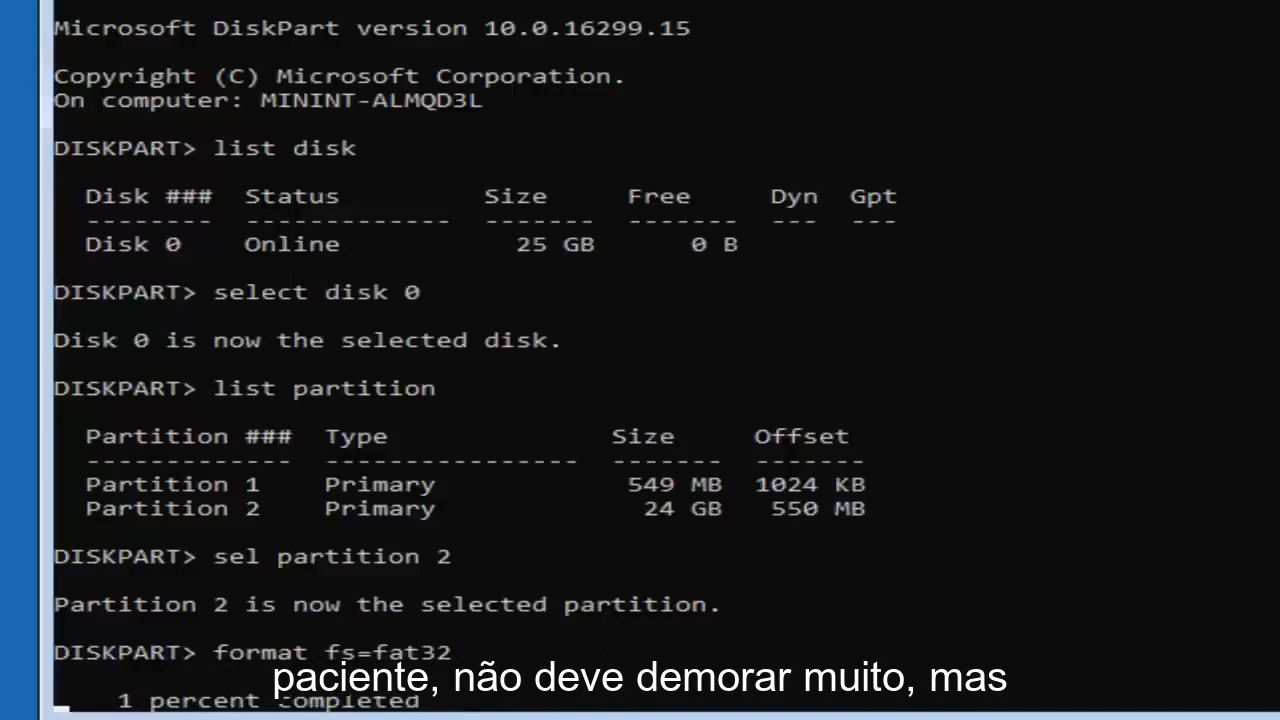 Microsoft DiskPart version 10.0.16299.15
Copyright (C) Microsoft Corporation.
On computer: MININT-ALMQD3L
DISKPART> list disk
Disk ### Status Size Free Dyn Gpt
-------- ------------- ------- ------- --- ---
Disk 0 Online 25 GB 0 B
DISKPART> select disk 0
Disk 0 is now the selected disk.
DISKPART> list partition
Partition ### Type Size Offset
------------- ---------------- ------- -------
Partition 1 Primary 549 MB 1024 KB
Partition 2 Primary 24 GB 550 MB
DISKPART> sel partition 2
Partition 2 is now the selected partition.
DISKPART> format fs=fat32
paciente, não deve demorar muito, mas
1 percent completed